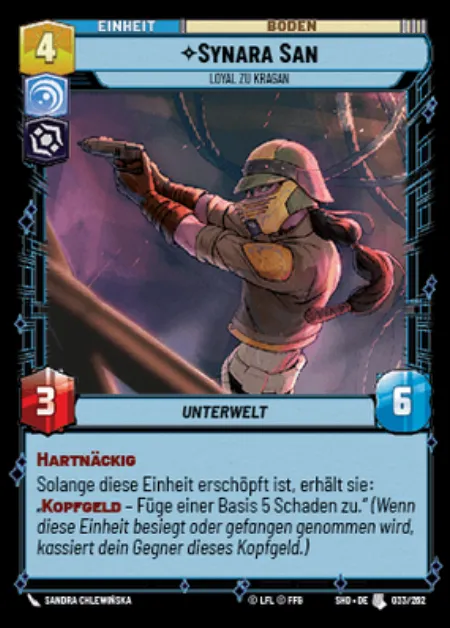 EINHEIT
BODEN
4
SYNARA SAN
LOYAL ZU KRAGAN
3
UNTERWELT
6
HARTNÄCKIG
Solange diese Einheit erschöpft ist, erhält sie:
„KOPFGELD – Füge einer Basis 5 Schaden zu.“ (Wenn
diese Einheit besiegt oder gefangen genommen wird,
kassiert dein Gegner dieses Kopfgeld.)
SANDRA CHLEWIŃSKA
© LFL © FFG
SHD • DE
033/262